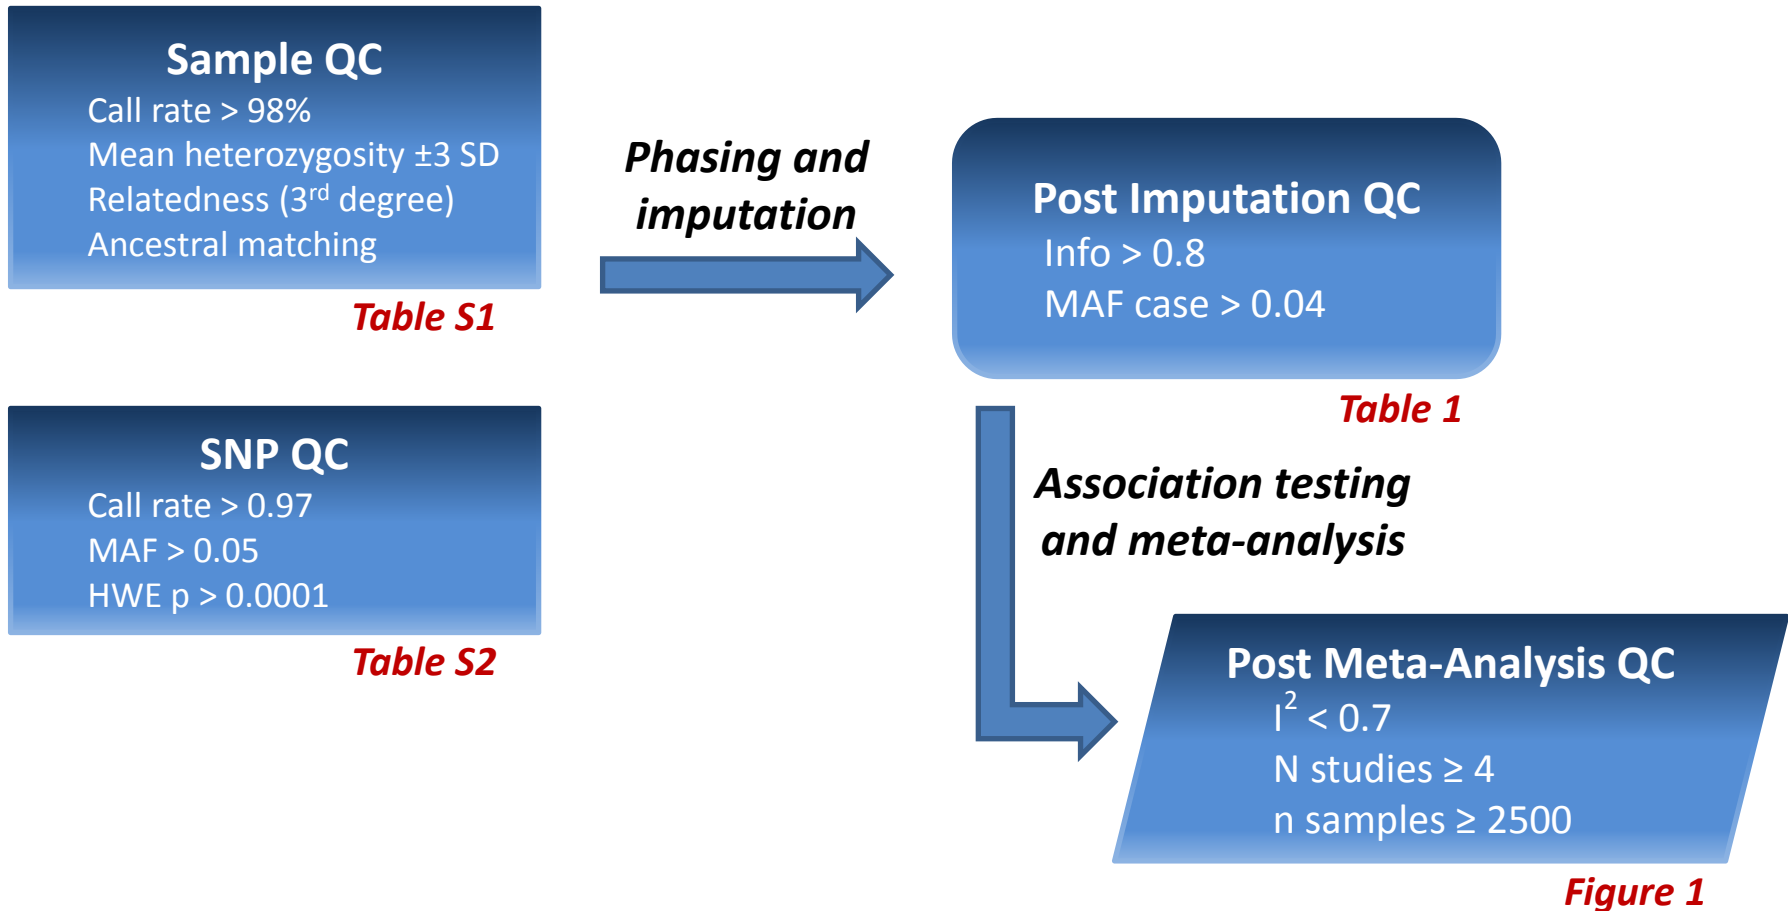 Sample QC
Call rate > 98%
Mean heterozygosity ±3 SD
Relatedness (3rd degree)
Ancestral matching
Table S1
SNP QC
Call rate > 0.97
MAF > 0.05
HWE p > 0.0001
Table S2
Phasing and
imputation
Post Imputation QC
Info > 0.8
MAF case > 0.04
Table 1
Association testing
and meta-analysis
Post Meta-Analysis QC
I2 < 0.7
N studies ≥ 4
n samples ≥ 2500
Figure 1